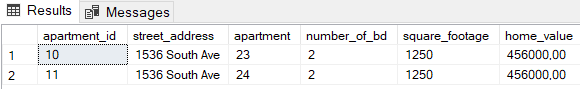 Results Messages
apartment_id street_address apartment number_of_bd square_footage home_value
1 10 1536 South Ave 23 2 1250 456000,00
2 11 1536 South Ave 24 2 1250 456000,00